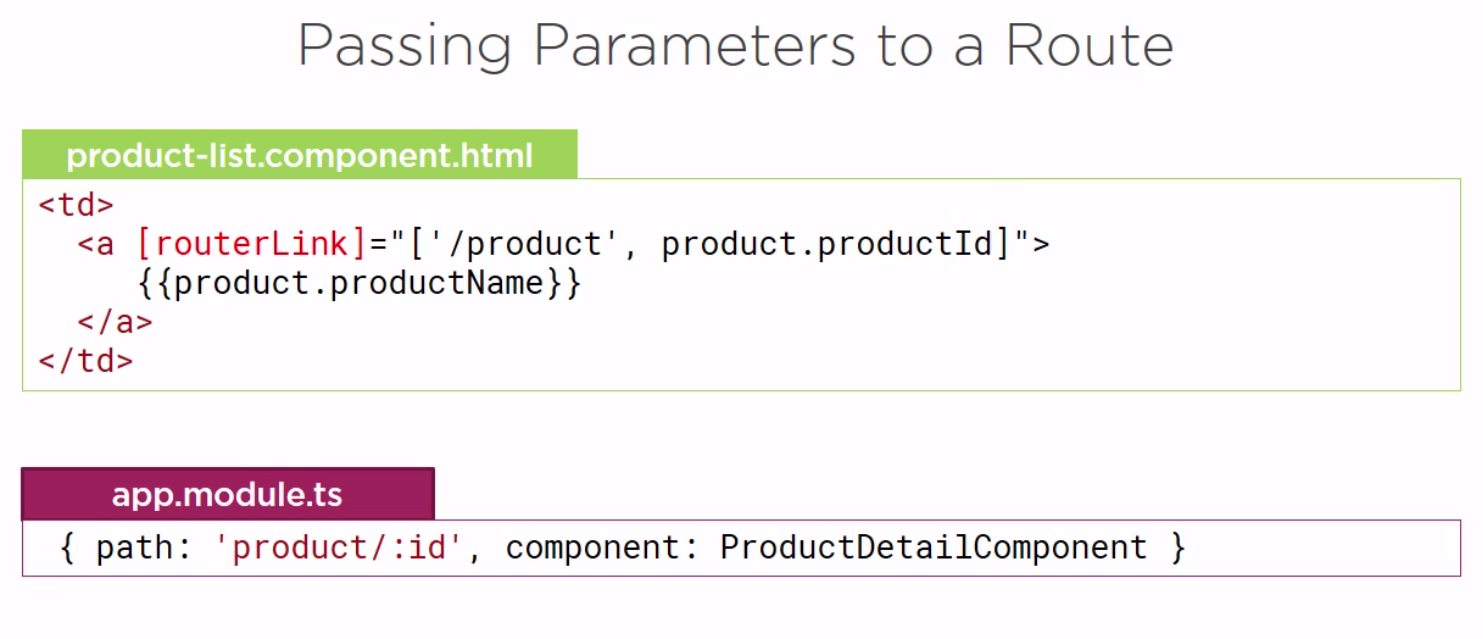 Passing Parameters to a Route
product-list.component.html
<td>
  <a [routerLink]="['/product', product.productId]">
     {{product.productName}}
  </a>
</td>
app.module.ts
{ path: 'product/:id', component: ProductDetailComponent }